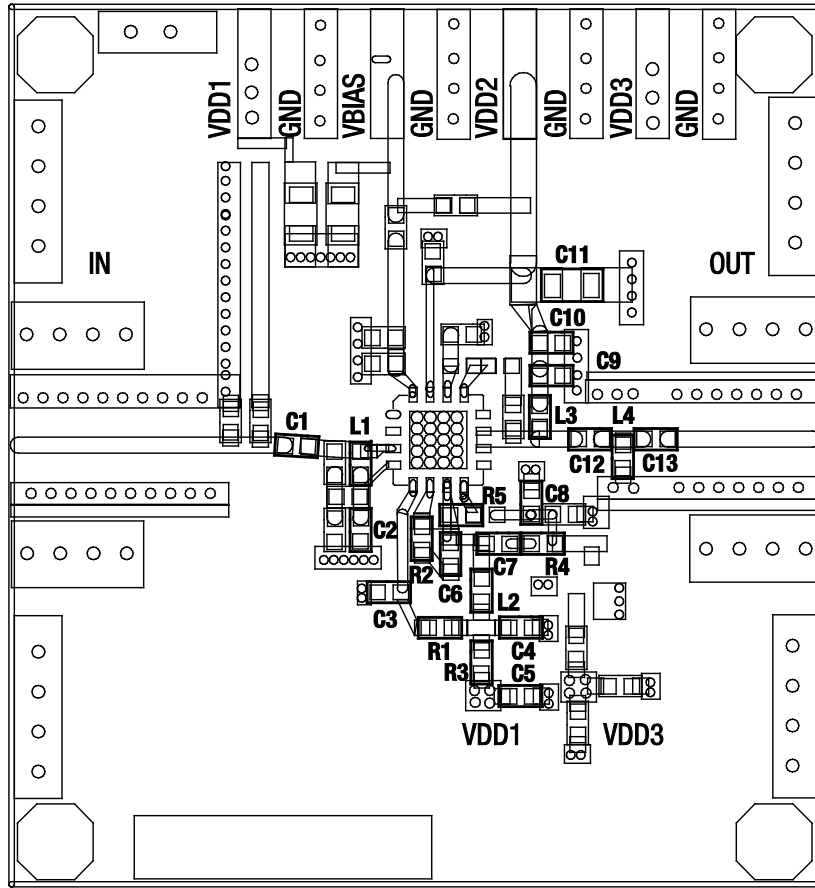 VDD1
GND
VBIAS
GND
VDD2
GND
VDD3
GND
IN
OUT
C11
C10
C9
C1
L1
L3
L4
C12
C13
C2
R5
C8
R2
C6
C7
R4
C3
L2
R1
C4
R3
C5
VDD1
VDD3